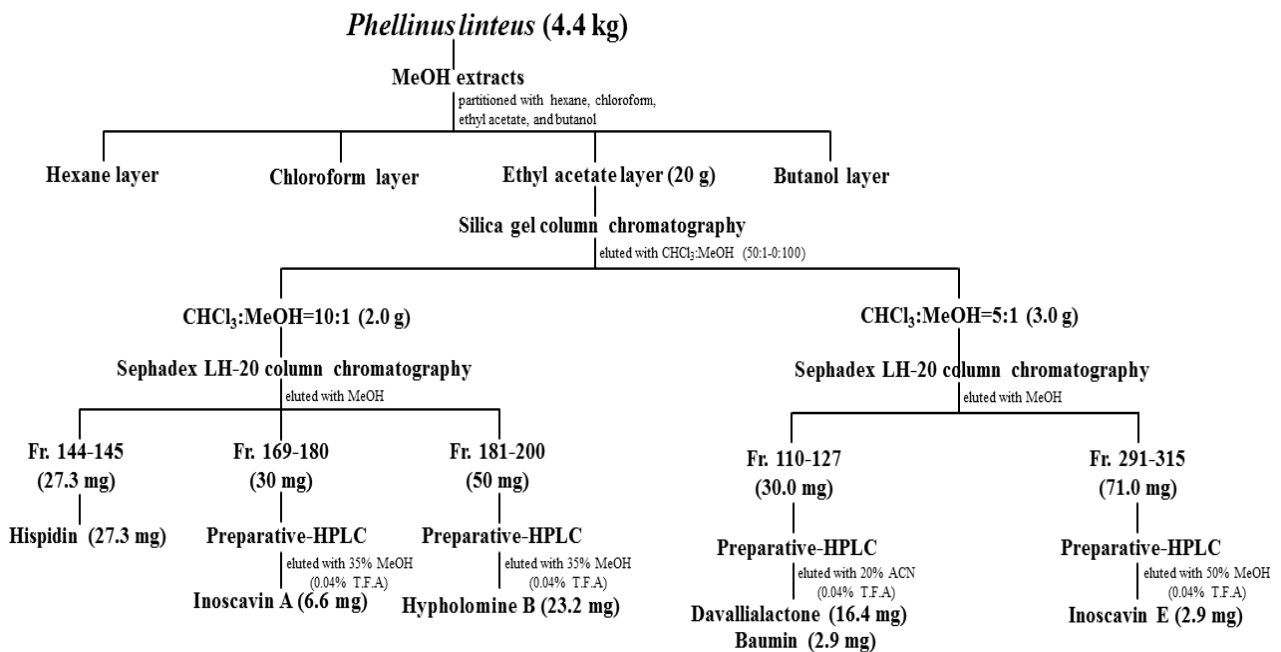 Phellinus linteus (4.4 kg)
MeOH extracts
partitioned with hexane, chloroform,
ethyl acetate, and butanol
Hexane layer
Chloroform layer
Ethyl acetate layer (20 g)
Butanol layer
Silica gel column chromatography
eluted with CHCl₃:MeOH (50:1-0:100)
CHCl₃:MeOH=10:1 (2.0 g)
CHCl₃:MeOH=5:1 (3.0 g)
Sephadex LH-20 column chromatography
eluted with MeOH
Sephadex LH-20 column chromatography
eluted with MeOH
Fr. 144-145
(27.3 mg)
Fr. 169-180
(30 mg)
Fr. 181-200
(50 mg)
Fr. 110-127
(30.0 mg)
Fr. 291-315
(71.0 mg)
Hispidin (27.3 mg)
Preparative-HPLC
eluted with 35% MeOH
(0.04% T.F.A)
Inoscavin A (6.6 mg)
Preparative-HPLC
eluted with 35% MeOH
(0.04% T.F.A)
Hypholomine B (23.2 mg)
Preparative-HPLC
eluted with 20% ACN
(0.04% T.F.A)
Davallialactone (16.4 mg)
Baumin (2.9 mg)
Preparative-HPLC
eluted with 50% MeOH
(0.04% T.F.A)
Inoscavin E (2.9 mg)